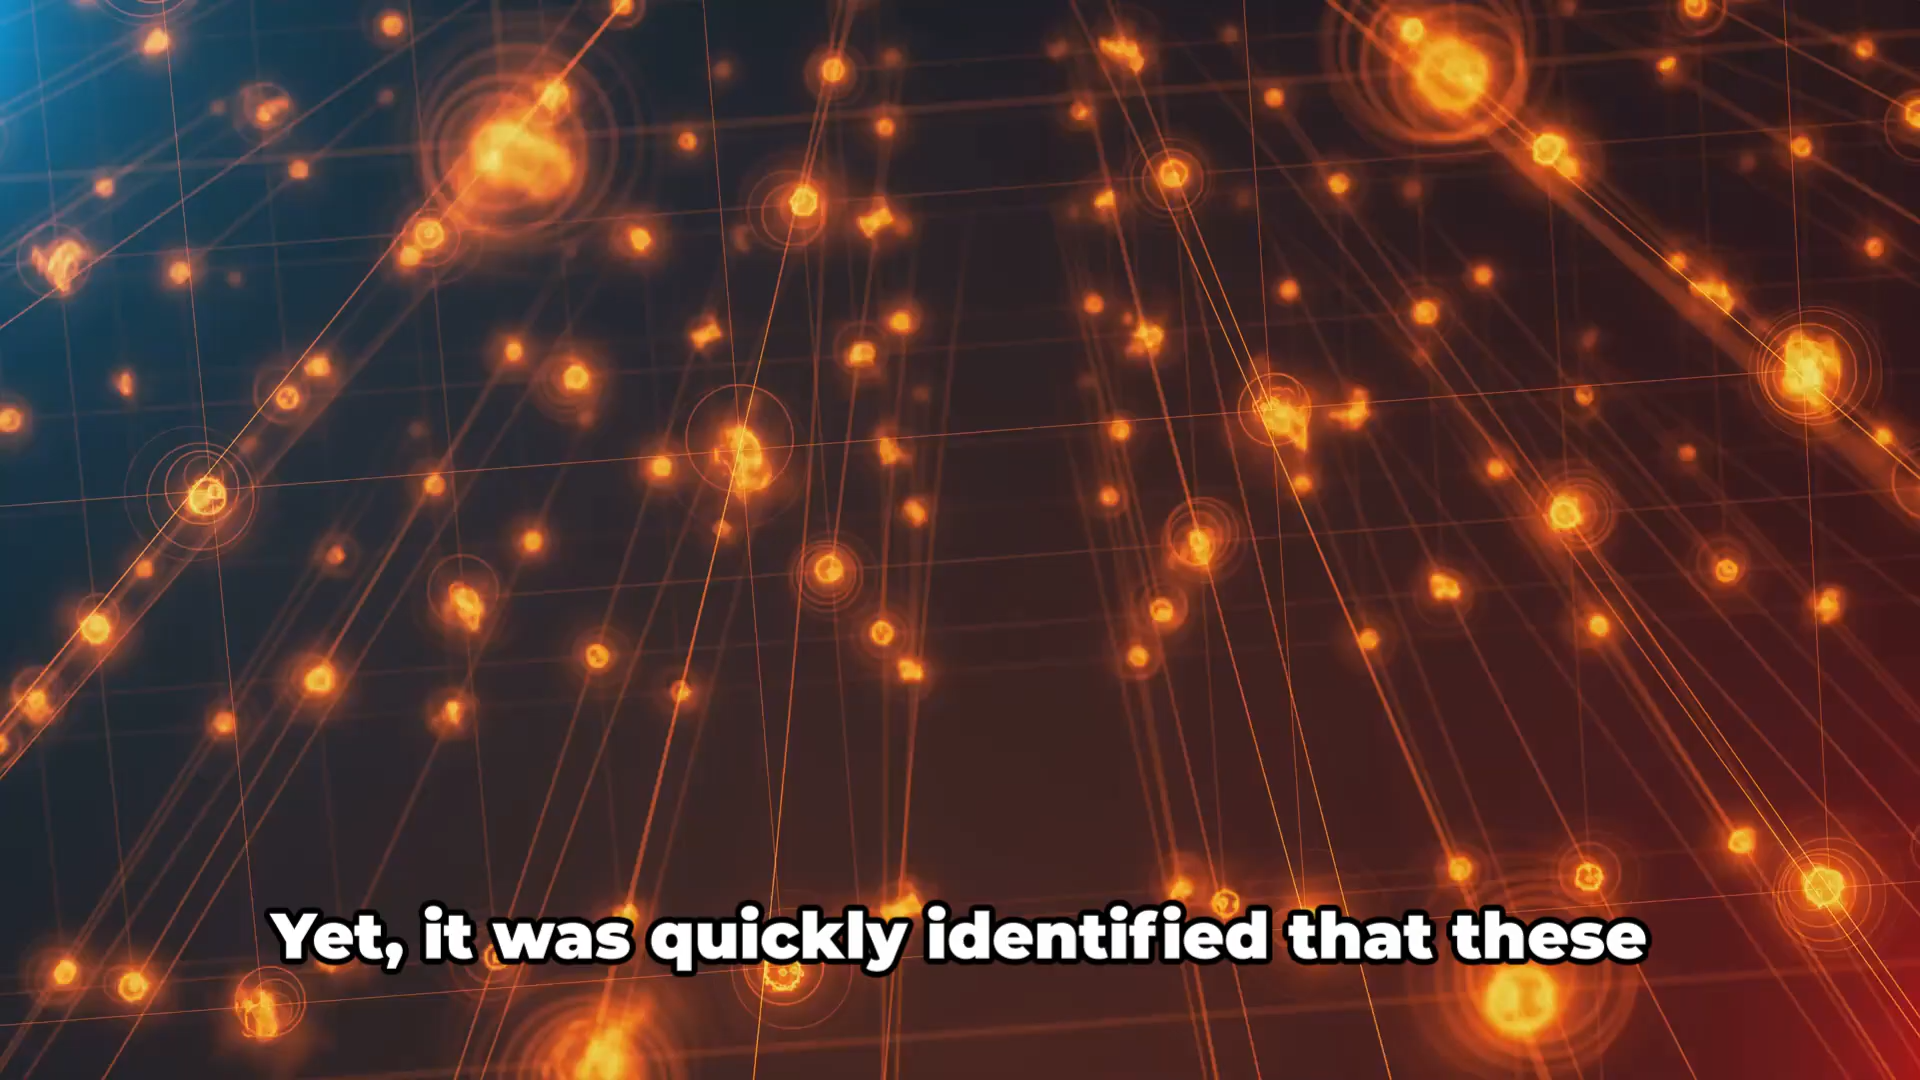 Yet, it was quickly identified that these